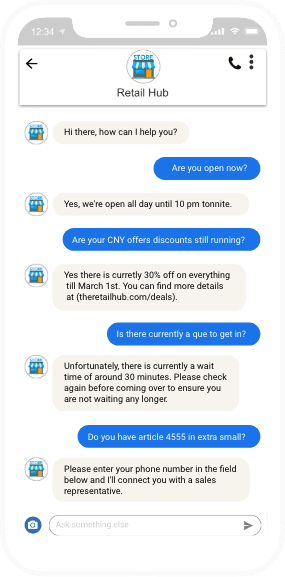 12:34
STORE
Retail Hub
Hi there, how can I help you?
Are you open now?
Yes, we're open all day until 10 pm tonnite.
Are your CNY offers discounts still running?
Yes there is curretly 30% off on everything
till March 1st. You can find more details
at (theretailhub.com/deals).
Is there currently a que to get in?
Unfortunately, there is currently a wait
time of around 30 minutes. Please check
again before coming over to ensure you
are not waiting any longer.
Do you have article 4555 in extra small?
Please enter your phone number in the field
below and I'll connect you with a sales
representative.
Ask something else